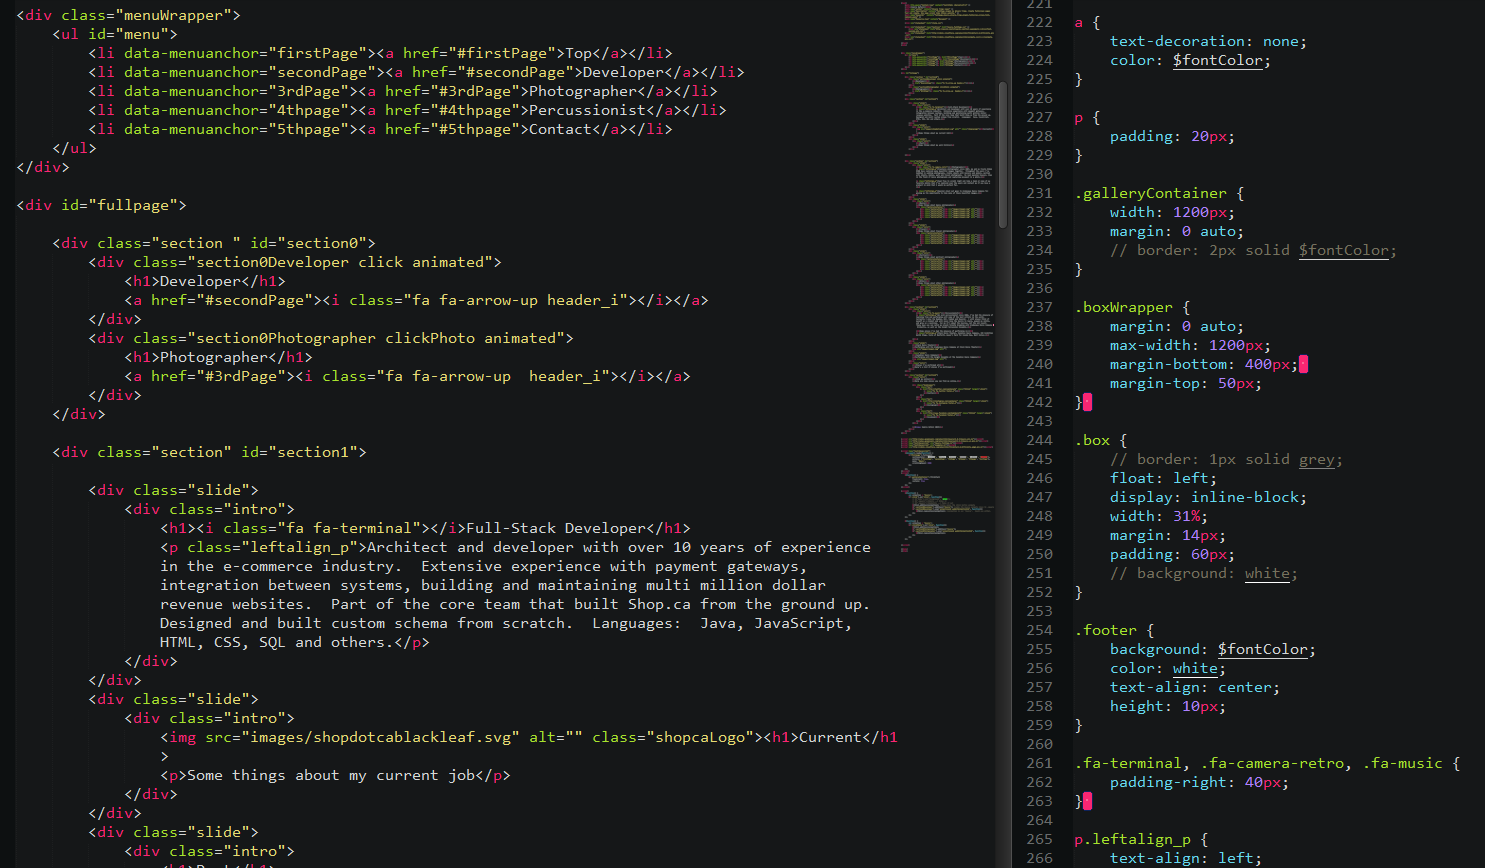 <div class="menuWrapper">
<ul id="menu">
<li data-menuanchor="firstPage"><a href="#firstPage">Top</a></li>
<li data-menuanchor="secondPage"><a href="#secondPage">Developer</a></li>
<li data-menuanchor="3rdPage"><a href="#3rdPage">Photographer</a></li>
<li data-menuanchor="4thpage"><a href="#4thpage">Percussionist</a></li>
<li data-menuanchor="5thpage"><a href="#5thpage">Contact</a></li>
</ul>
</div>
<div id="fullpage">
<div class="section " id="section0">
<div class="section0Developer click animated">
<h1>Developer</h1>
<a href="#secondPage"><i class="fa fa-arrow-up header_i"></i></a>
</div>
<div class="section0Photographer clickPhoto animated">
<h1>Photographer</h1>
<a href="#3rdPage"><i class="fa fa-arrow-up  header_i"></i></a>
</div>
</div>
<div class="section" id="section1">
<div class="slide">
<div class="intro">
<h1><i class="fa fa-terminal"></i>Full-Stack Developer</h1>
<p class="leftalign_p">Architect and developer with over 10 years of experience
in the e-commerce industry.  Extensive experience with payment gateways,
integration between systems, building and maintaining multi million dollar
revenue websites.  Part of the core team that built Shop.ca from the ground up.
Designed and built custom schema from scratch.  Languages:  Java, JavaScript,
HTML, CSS, SQL and others.</p>
</div>
</div>
<div class="slide">
<div class="intro">
<img src="images/shopdotcablackleaf.svg" alt="" class="shopcaLogo"><h1>Current</h1
>
<p>Some things about my current job</p>
</div>
</div>
<div class="slide">
<div class="intro">
221
222 a {
223 text-decoration: none;
224 color: $fontColor;
225 }
226
227 p {
228 padding: 20px;
229 }
230
231 .galleryContainer {
232 width: 1200px;
233 margin: 0 auto;
234 // border: 2px solid $fontColor;
235 }
236
237 .boxWrapper {
238 margin: 0 auto;
239 max-width: 1200px;
240 margin-bottom: 400px;
241 margin-top: 50px;
242 }
243
244 .box {
245 // border: 1px solid grey;
246 float: left;
247 display: inline-block;
248 width: 31%;
249 margin: 14px;
250 padding: 60px;
251 // background: white;
252 }
253
254 .footer {
255 background: $fontColor;
256 color: white;
257 text-align: center;
258 height: 10px;
259 }
260
261 .fa-terminal, .fa-camera-retro, .fa-music {
262 padding-right: 40px;
263 }
264
265 p.leftalign_p {
266 text-align: left;